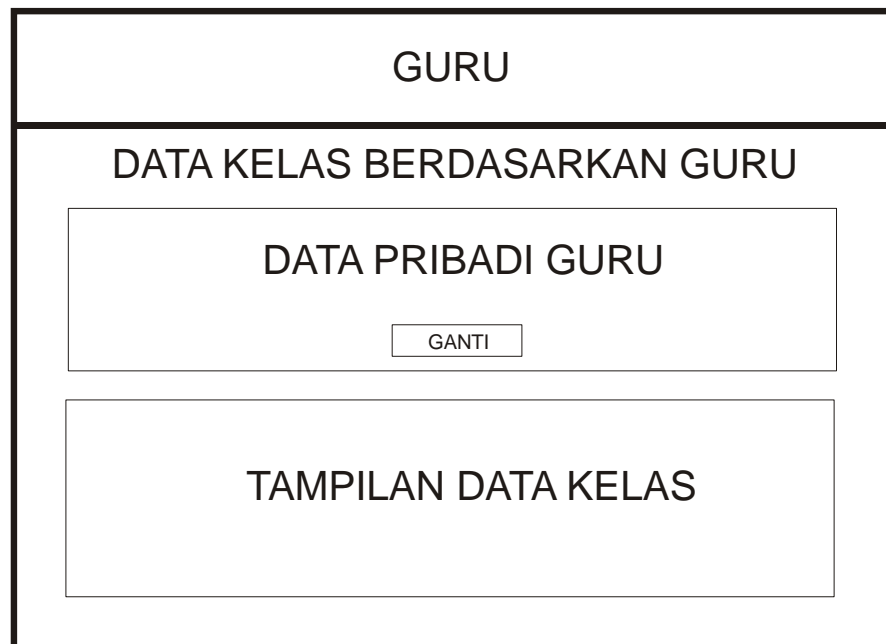 GURU
DATA KELAS BERDASARKAN GURU
DATA PRIBADI GURU
GANTI
TAMPILAN DATA KELAS